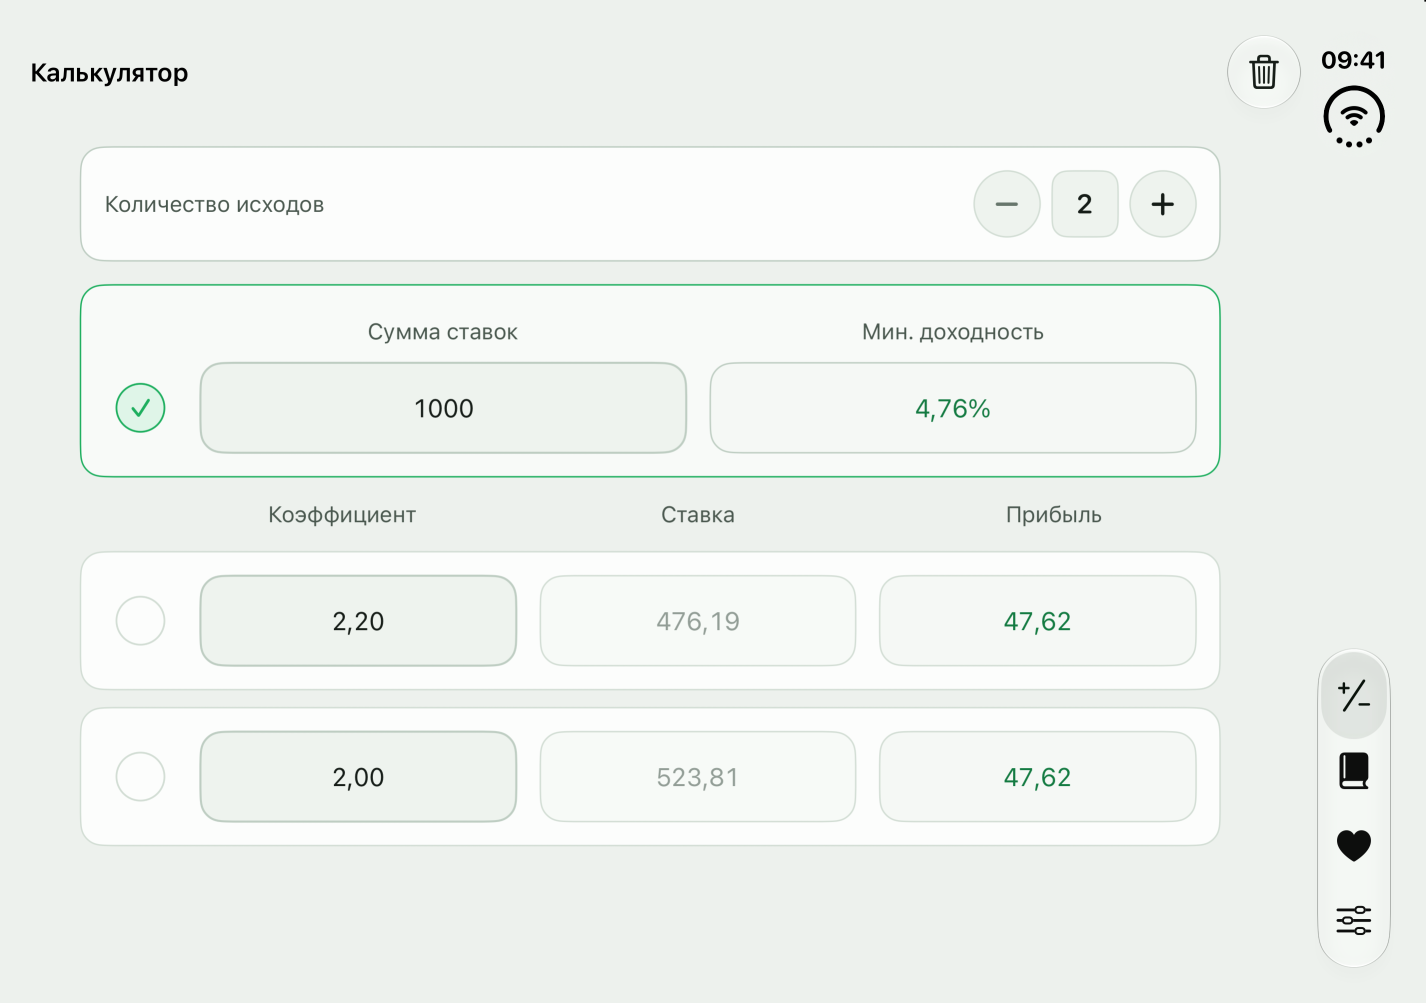 Калькулятор
09:41
Количество исходов
2
Сумма ставок
Мин. доходность
1000
4,76%
Коэффициент
Ставка
Прибыль
2,20
476,19
47,62
2,00
523,81
47,62